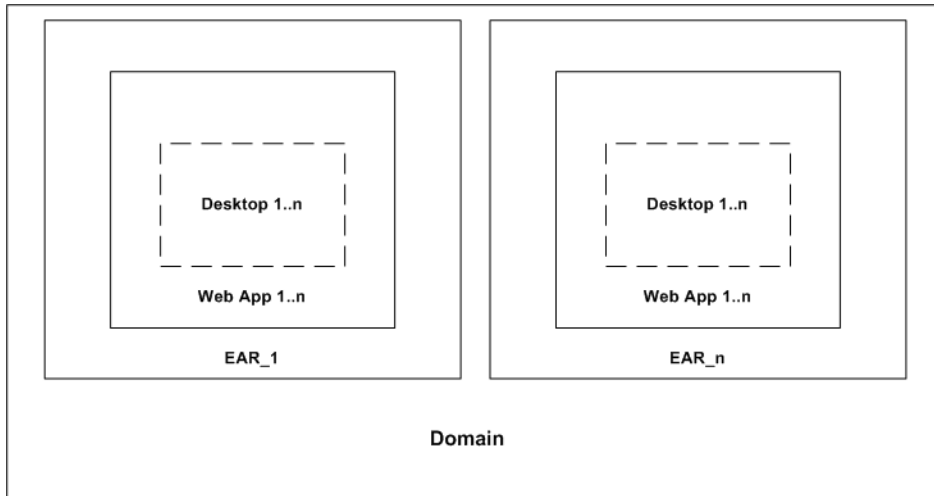 Desktop 1..n
Web App 1..n
EAR_1
Desktop 1..n
Web App 1..n
EAR_n
Domain